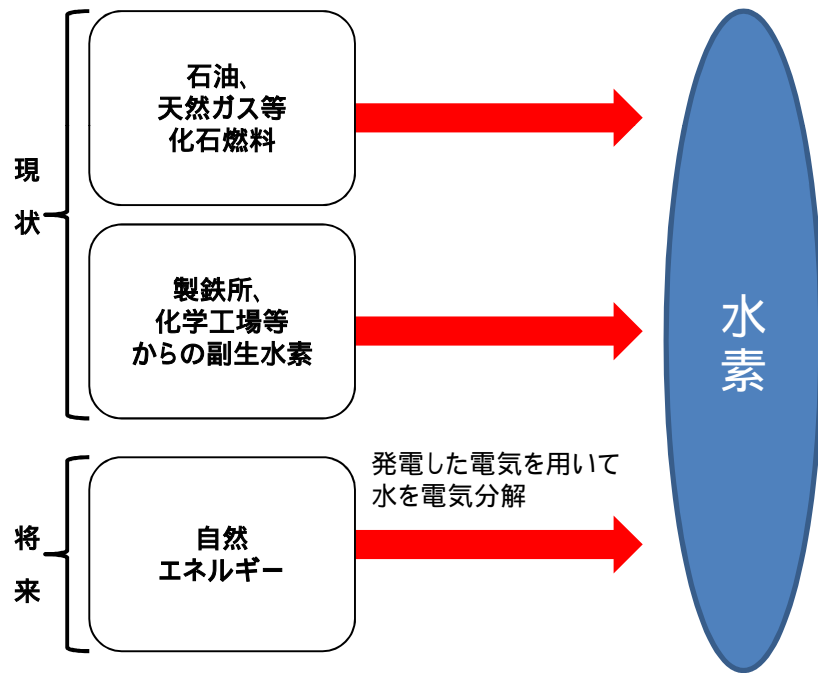 現状
石油、
天然ガス等
化石燃料
製鉄所、
化学工場等
からの副生水素
将来
自然
エネルギー
発電した電気を用いて
水を電気分解
水素